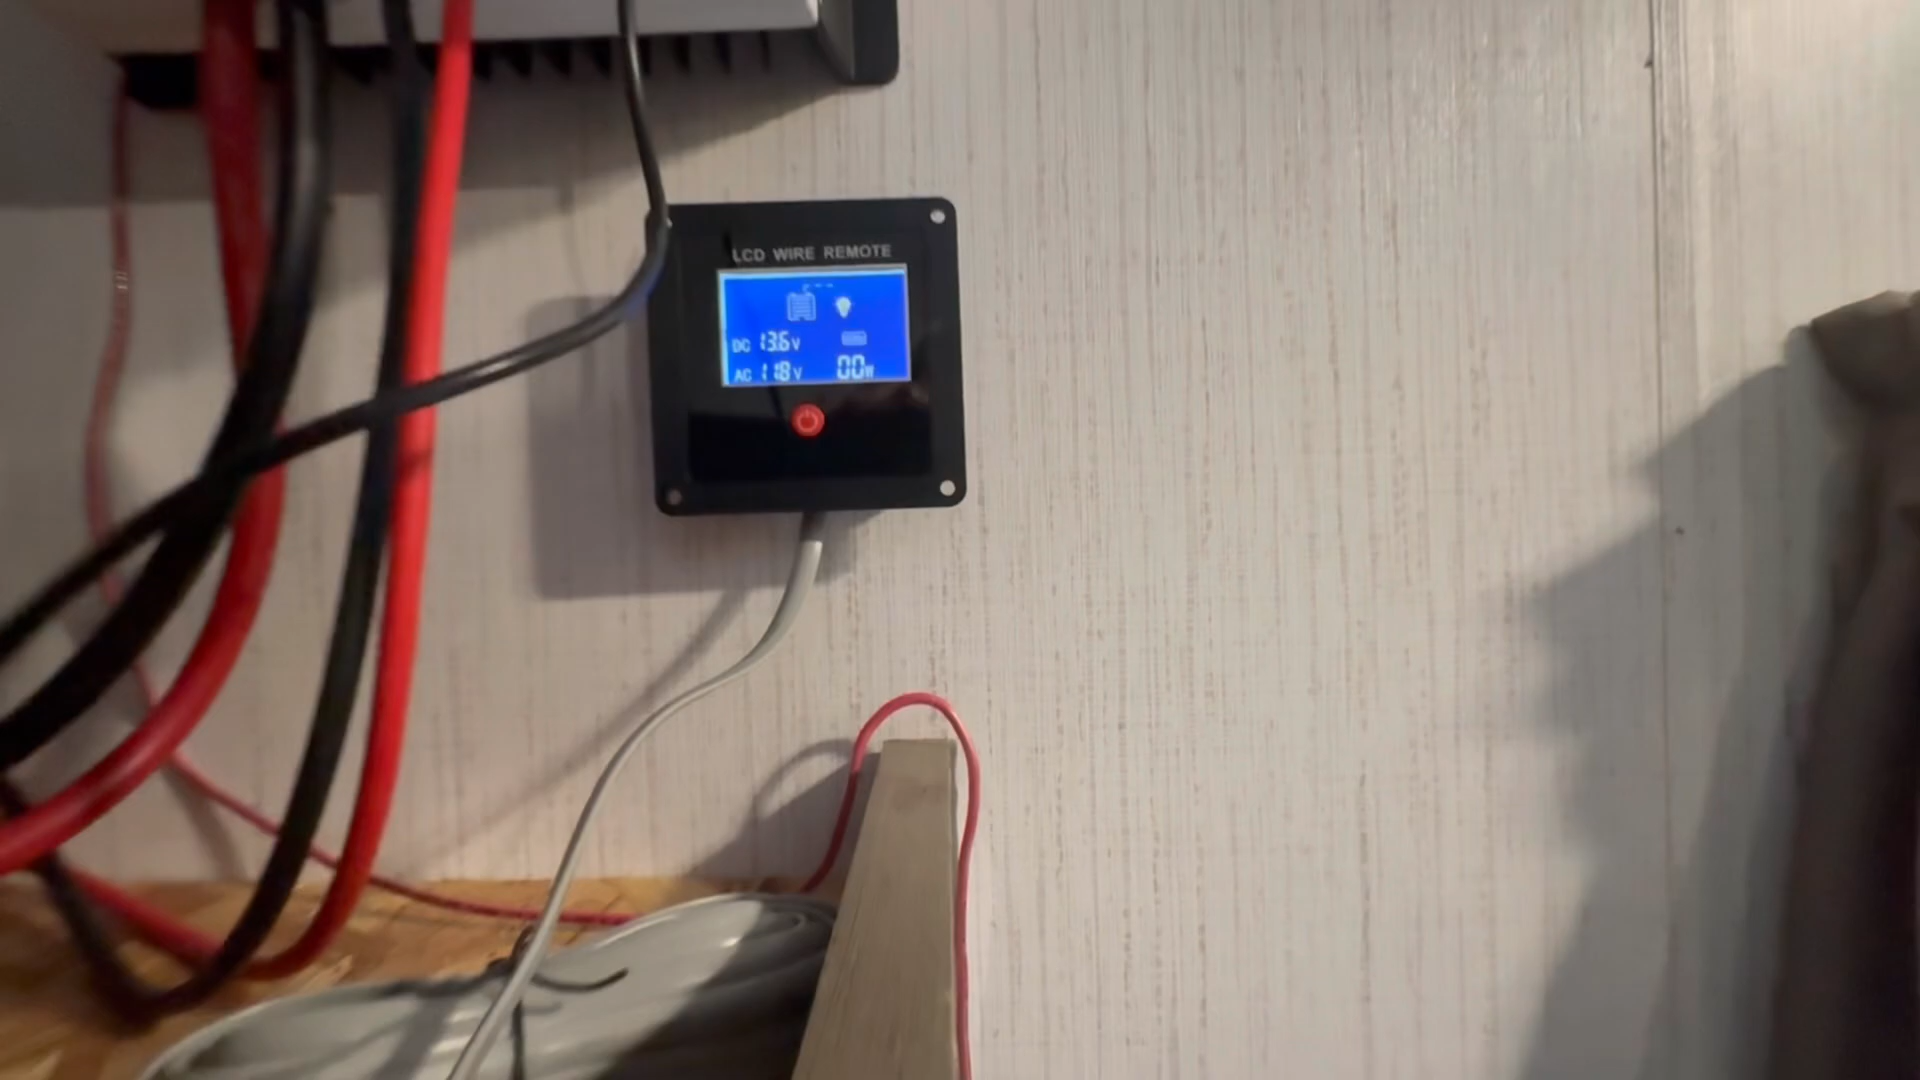 LCD WIRE REMOTE
DC 13.6V
AC 118V 00W